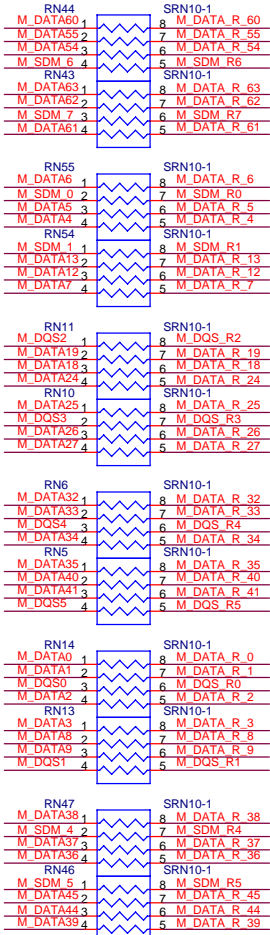 RN44 SRN10-1
M_DATA60 1 8 M_DATA_R_60
M_DATA55 2 7 M_DATA_R_55
M_DATA54 3 6 M_DATA_R_54
M_SDM_6 4 5 M_SDM_R6
RN43 SRN10-1
M_DATA63 1 8 M_DATA_R_63
M_DATA62 2 7 M_DATA_R_62
M_SDM_7 3 6 M_SDM_R7
M_DATA61 4 5 M_DATA_R_61
RN55 SRN10-1
M_DATA6 1 8 M_DATA_R_6
M_SDM_0 2 7 M_SDM_R0
M_DATA5 3 6 M_DATA_R_5
M_DATA4 4 5 M_DATA_R_4
RN54 SRN10-1
M_SDM_1 1 8 M_SDM_R1
M_DATA13 2 7 M_DATA_R_13
M_DATA12 3 6 M_DATA_R_12
M_DATA7 4 5 M_DATA_R_7
RN11 SRN10-1
M_DQS2 1 8 M_DQS_R2
M_DATA19 2 7 M_DATA_R_19
M_DATA18 3 6 M_DATA_R_18
M_DATA24 4 5 M_DATA_R_24
RN10 SRN10-1
M_DATA25 1 8 M_DATA_R_25
M_DQS3 2 7 M_DQS_R3
M_DATA26 3 6 M_DATA_R_26
M_DATA27 4 5 M_DATA_R_27
RN6 SRN10-1
M_DATA32 1 8 M_DATA_R_32
M_DATA33 2 7 M_DATA_R_33
M_DQS4 3 6 M_DQS_R4
M_DATA34 4 5 M_DATA_R_34
RN5 SRN10-1
M_DATA35 1 8 M_DATA_R_35
M_DATA40 2 7 M_DATA_R_40
M_DATA41 3 6 M_DATA_R_41
M_DQS5 4 5 M_DQS_R5
RN14 SRN10-1
M_DATA0 1 8 M_DATA_R_0
M_DATA1 2 7 M_DATA_R_1
M_DQS0 3 6 M_DQS_R0
M_DATA2 4 5 M_DATA_R_2
RN13 SRN10-1
M_DATA3 1 8 M_DATA_R_3
M_DATA8 2 7 M_DATA_R_8
M_DATA9 3 6 M_DATA_R_9
M_DQS1 4 5 M_DQS_R1
RN47 SRN10-1
M_DATA38 1 8 M_DATA_R_38
M_SDM_4 2 7 M_SDM_R4
M_DATA37 3 6 M_DATA_R_37
M_DATA36 4 5 M_DATA_R_36
RN46 SRN10-1
M_SDM_5 1 8 M_SDM_R5
M_DATA45 2 7 M_DATA_R_45
M_DATA44 3 6 M_DATA_R_44
M_DATA39 4 5 M_DATA_R_39